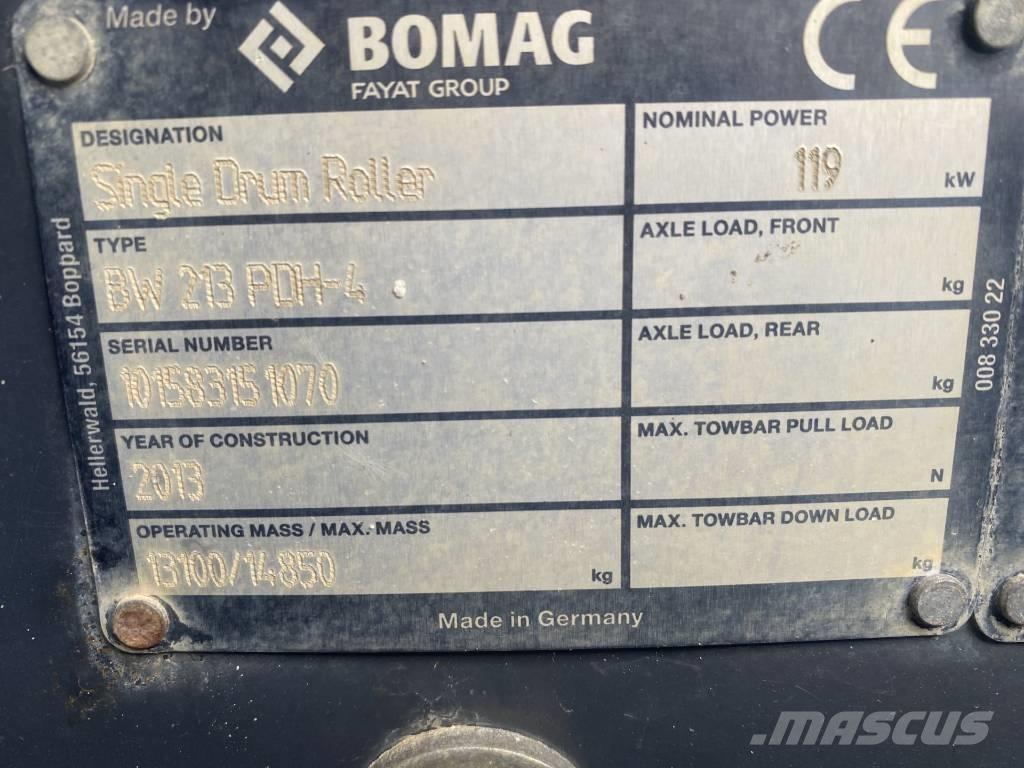 Made by
BOMAG
FAYAT GROUP
CE
DESIGNATION
Single Drum Roller
TYPE
BW 213 PDH-4
SERIAL NUMBER
101583151070
YEAR OF CONSTRUCTION
2013
OPERATING MASS / MAX. MASS
13100/14850
kg
NOMINAL POWER
119
kW
AXLE LOAD, FRONT
kg
AXLE LOAD, REAR
kg
MAX. TOWBAR PULL LOAD
N
MAX. TOWBAR DOWN LOAD
kg
Made in Germany
Hellerwald, 56154 Boppard
008 330 22
MASCUS